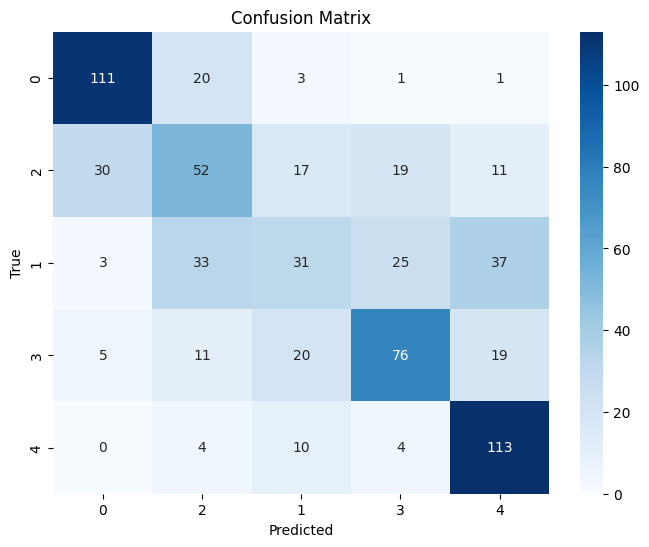 Confusion Matrix
0 111 20 3 1 1
2 30 52 17 19 11
1 3 33 31 25 37
3 5 11 20 76 19
4 0 4 10 4 113
0 2 1 3 4
Predicted
True
100
80
60
40
20
0